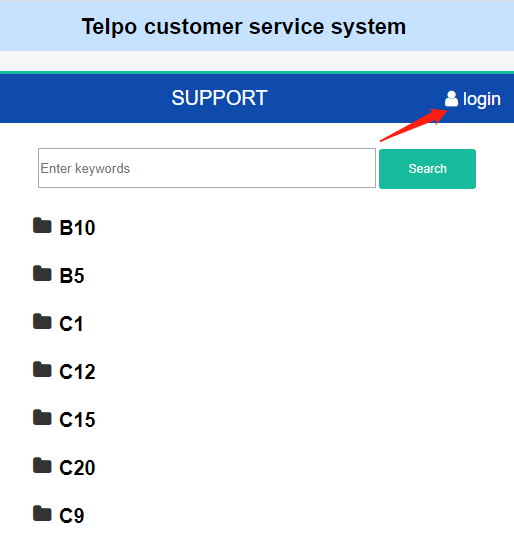 Telpo customer service system
SUPPORT
login
Enter keywords
Search
B10
B5
C1
C12
C15
C20
C9